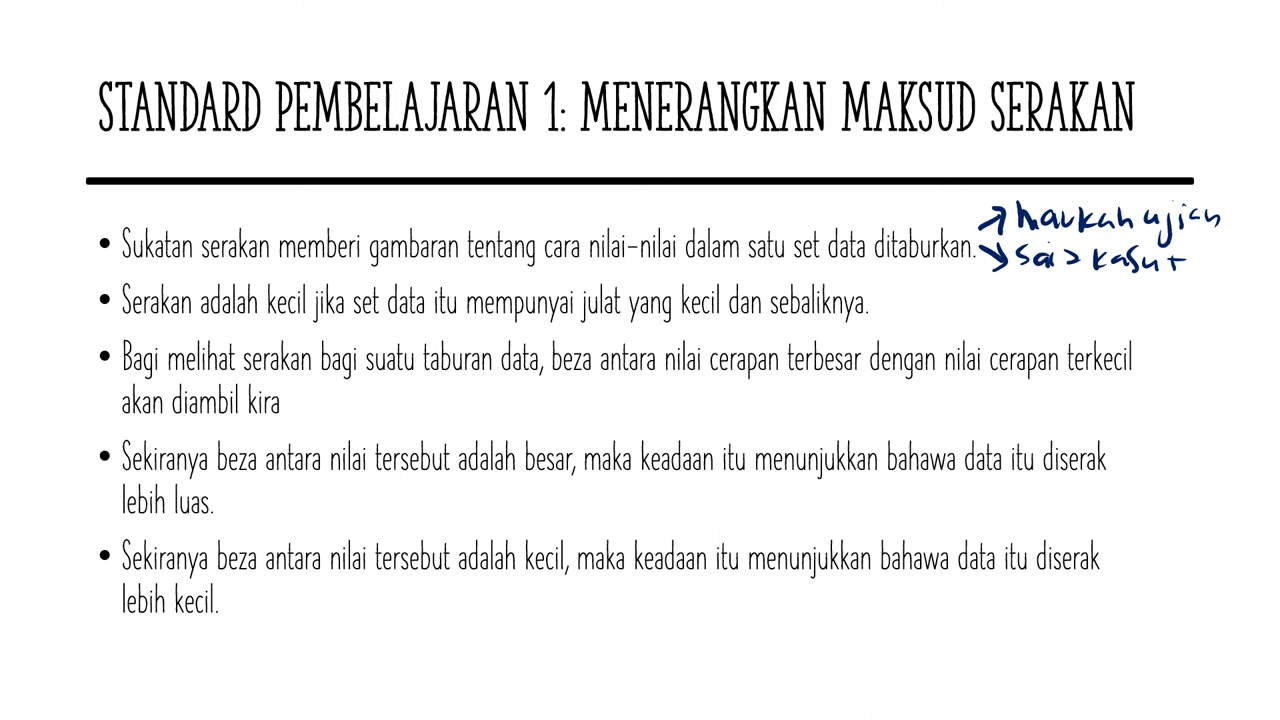 STANDARD PEMBELAJARAN 1: MENERANGKAN MAKSUD SERAKAN
markah ujian
• Sukatan serakan memberi gambaran tentang cara nilai-nilai dalam satu set data ditaburkan.
saiz kasut
• Serakan adalah kecil jika set data itu mempunyai julat yang kecil dan sebaliknya.
• Bagi melihat serakan bagi suatu taburan data, beza antara nilai cerapan terbesar dengan nilai cerapan terkecil
akan diambil kira
• Sekiranya beza antara nilai tersebut adalah besar, maka keadaan itu menunjukkan bahawa data itu diserak
lebih luas.
• Sekiranya beza antara nilai tersebut adalah kecil, maka keadaan itu menunjukkan bahawa data itu diserak
lebih kecil.